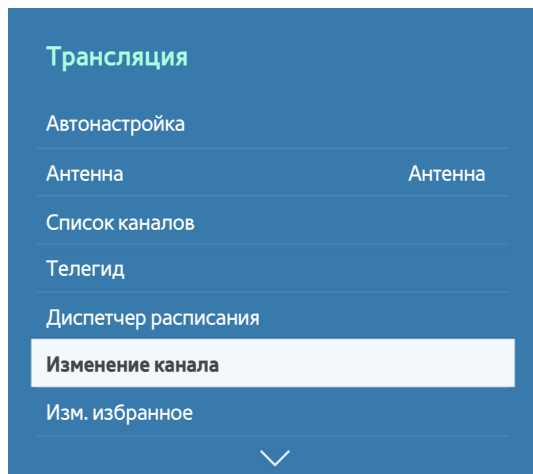 Трансляция
Автонастройка
Антенна Антенна
Список каналов
Телегид
Диспетчер расписания
Изменение канала
Изм. избранное